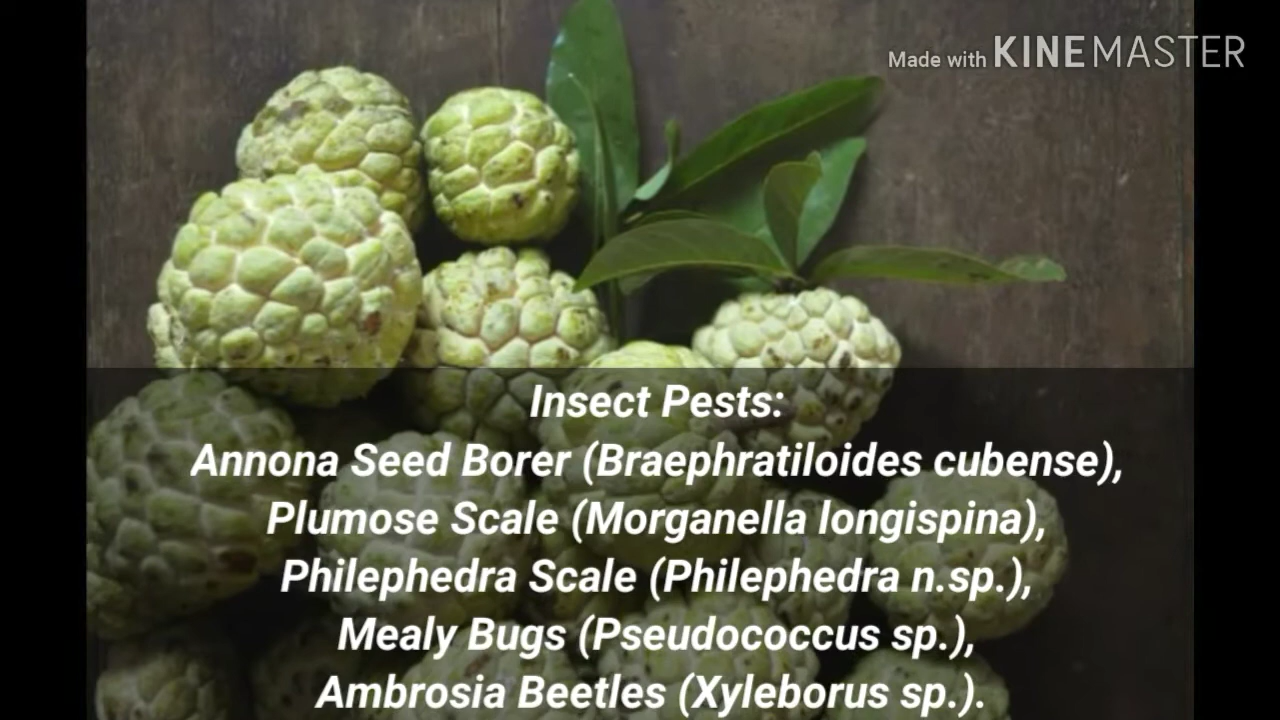 Made with KINEMASTER
Insect Pests:
Annona Seed Borer (Braephratiloides cubense),
Plumose Scale (Morganella longispina),
Philephedra Scale (Philephedra n.sp.),
Mealy Bugs (Pseudococcus sp.),
Ambrosia Beetles (Xyleborus sp.).